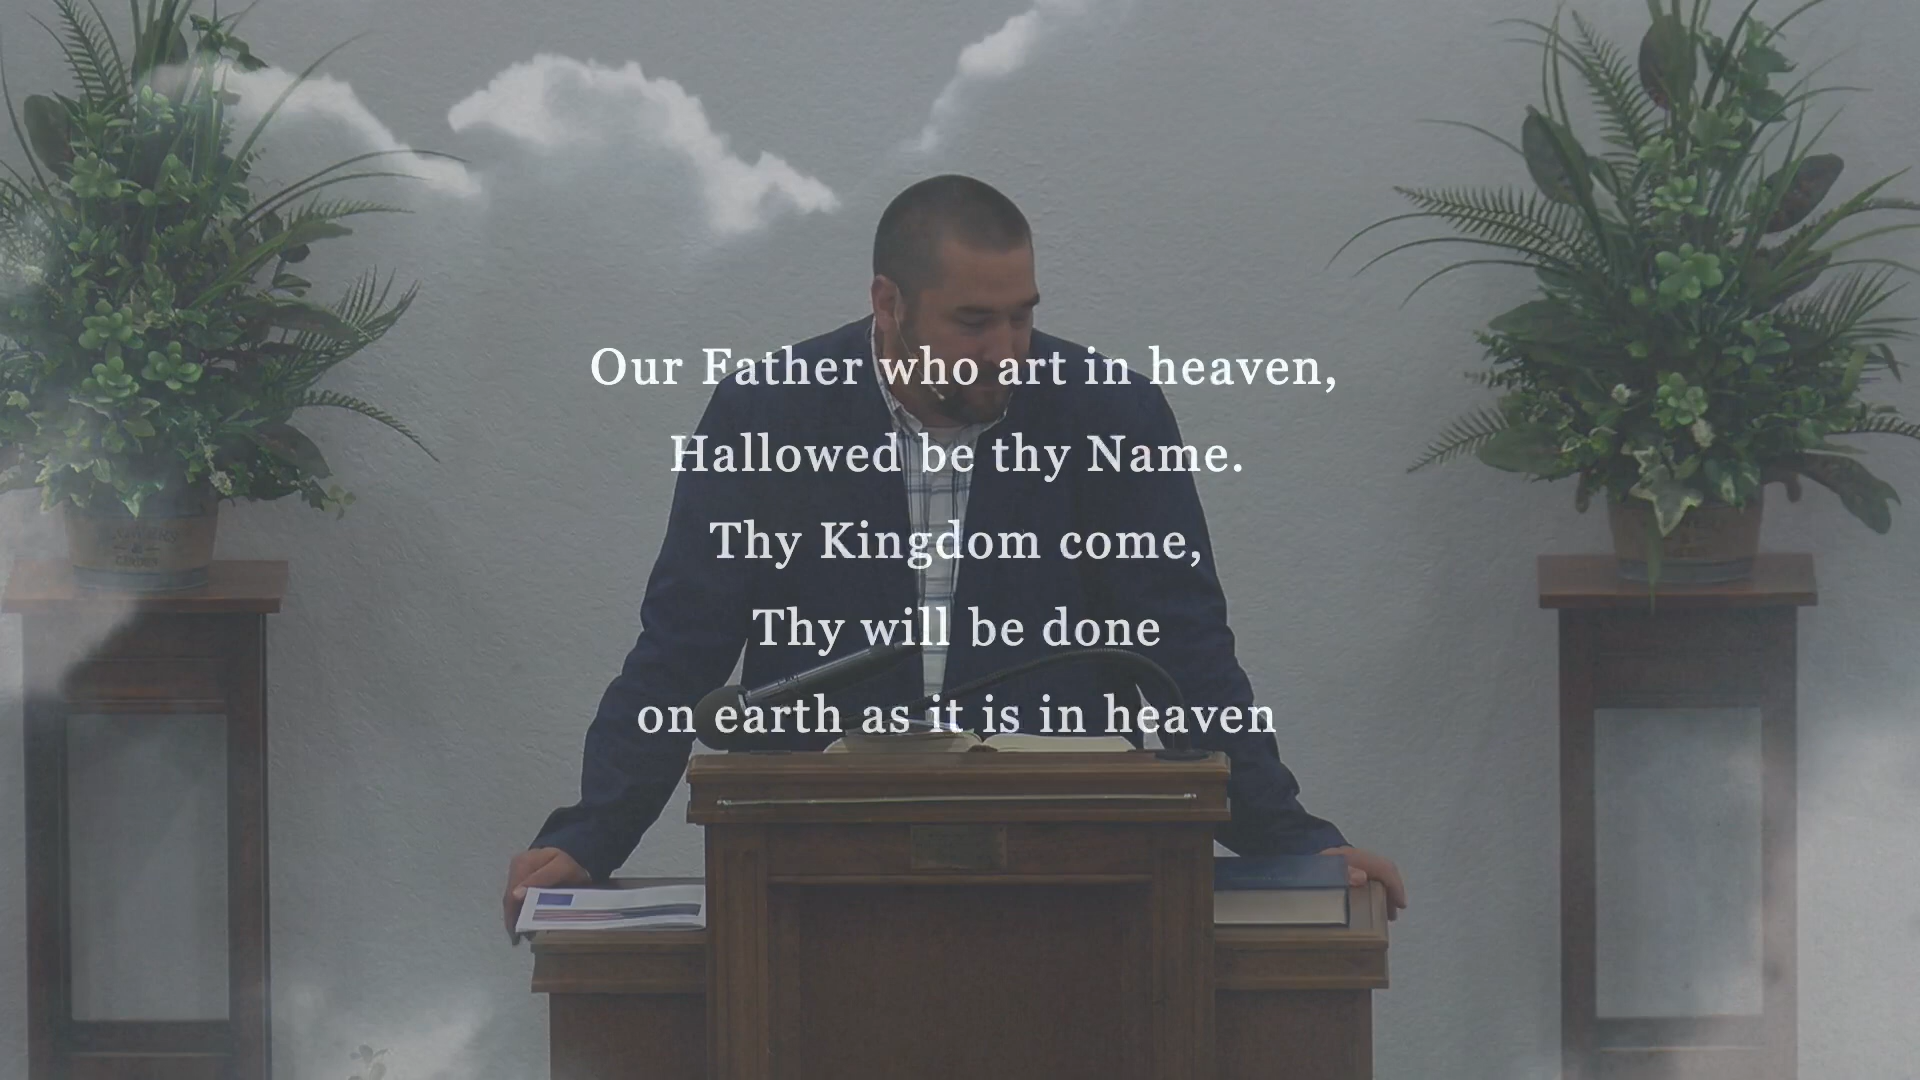 Our Father who art in heaven,
Hallowed be thy Name.
Thy Kingdom come,
Thy will be done
on earth as it is in heaven